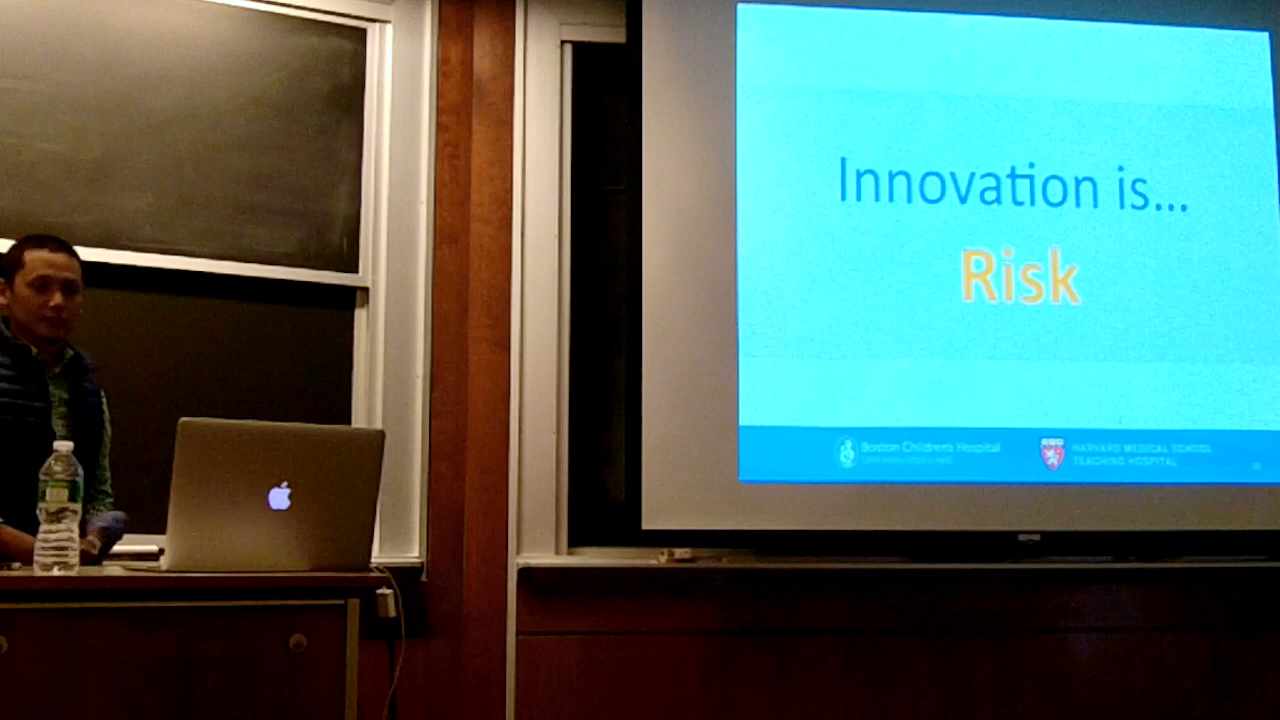 Innovation is...
Risk
Boston Children's Hospital
HARVARD MEDICAL SCHOOL
TEACHING HOSPITAL